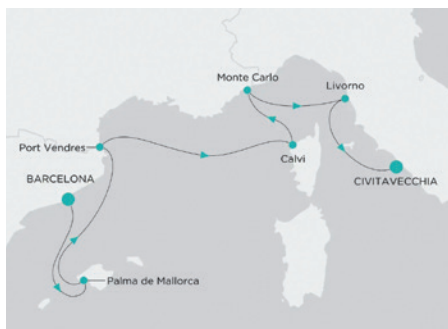 Monte Carlo
Livorno
Port Vendres
Calvi
BARCELONA
CIVITAVECCHIA
Palma de Mallorca